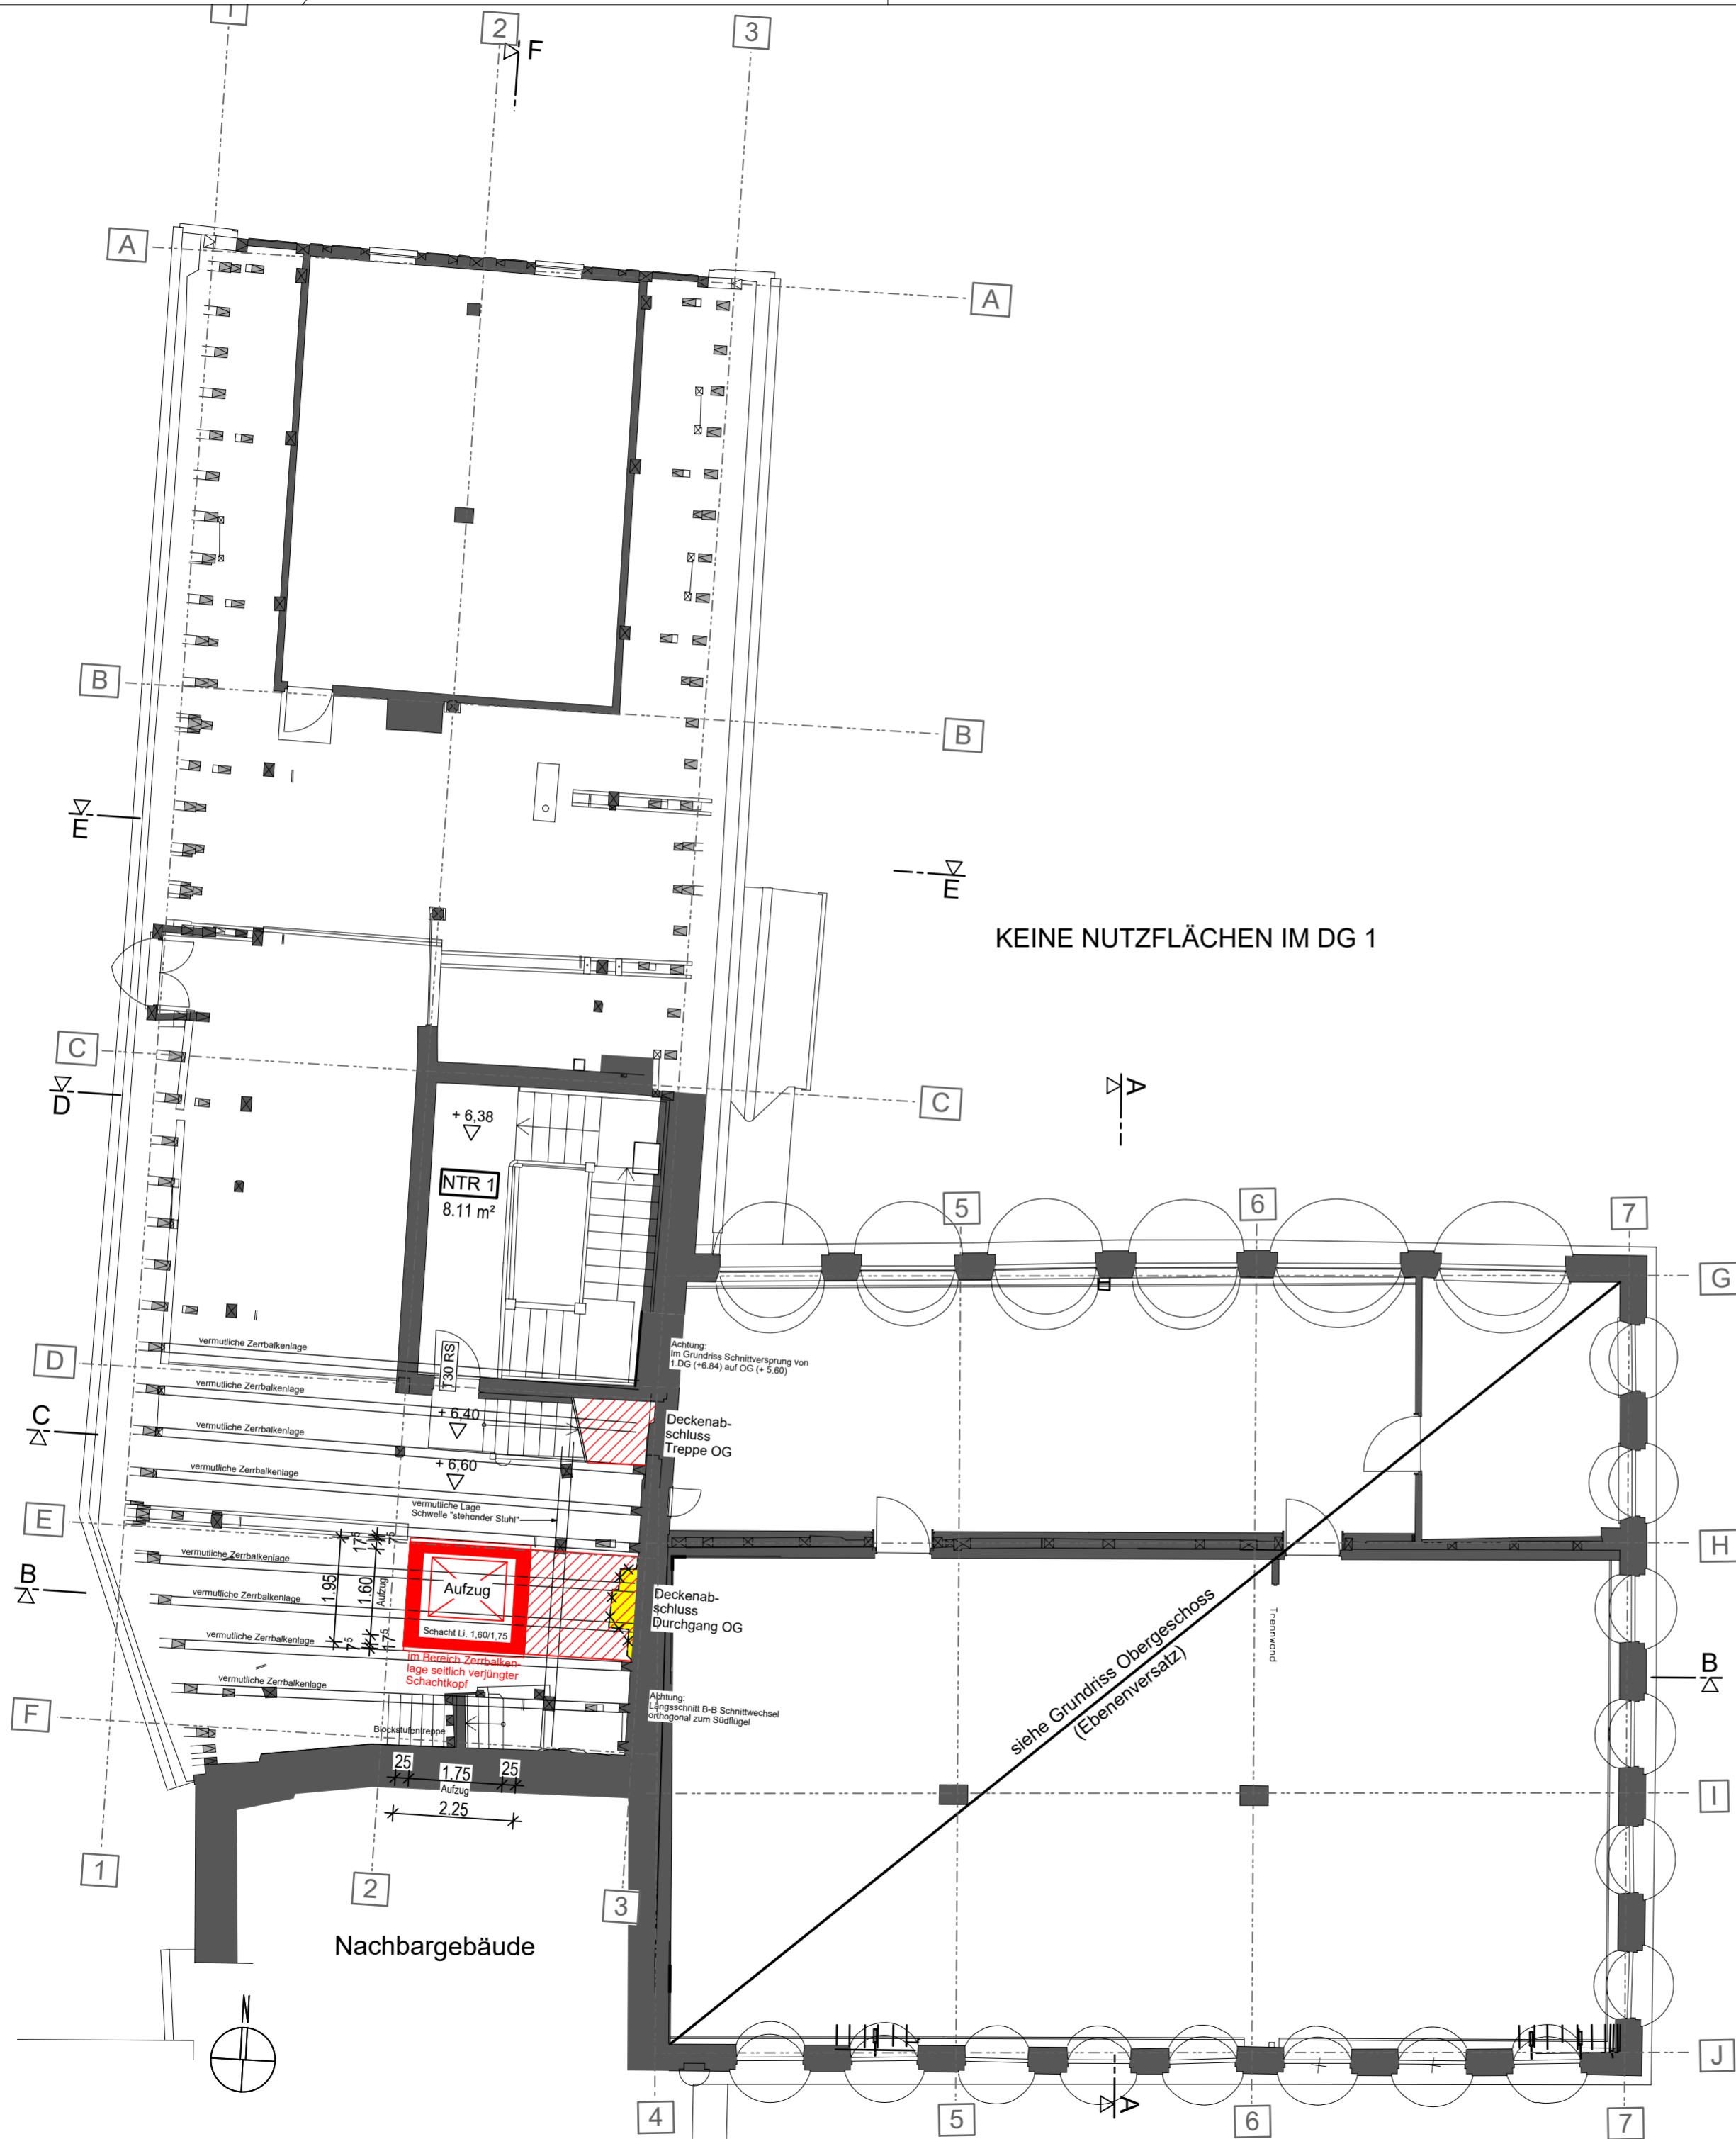 1
2
F
3
A
A
B
B
E
E
KEINE NUTZFLÄCHEN IM DG 1
C
C
D
A
+ 6,38
NTR 1
8.11 m²
5
6
7
G
T30 RS
Achtung:
Im Grundriss Schnittversprung von
1.DG (+6.84) auf OG (+ 5.60)
D
vermutliche Zerrbalkenlage
vermutliche Zerrbalkenlage
C
vermutliche Zerrbalkenlage
+ 6,40
Deckenab-
schluss
Treppe OG
vermutliche Zerrbalkenlage
+ 6,60
vermutliche Lage
Schwelle "stehender Stuhl"
E
H
vermutliche Zerrbalkenlage
17⁵
7⁵
1.95
1.60
Aufzug
7⁵
17⁵
Aufzug
Schacht Li. 1,60/1,75
B
vermutliche Zerrbalkenlage
Deckenab-
schluss
Durchgang OG
vermutliche Zerrbalkenlage
im Bereich Zerrbalken-
lage seitlich verjüngter
Schachtkopf
vermutliche Zerrbalkenlage
Trennwand
siehe Grundriss Obergeschoss
(Ebenenversatz)
B
Achtung:
Längsschnitt B-B Schnittwechsel
orthogonal zum Südflügel
F
Blockstufentreppe
25
1.75
25
Aufzug
2.25
I
1
2
3
Nachbargebäude
N
J
A
4
5
6
7